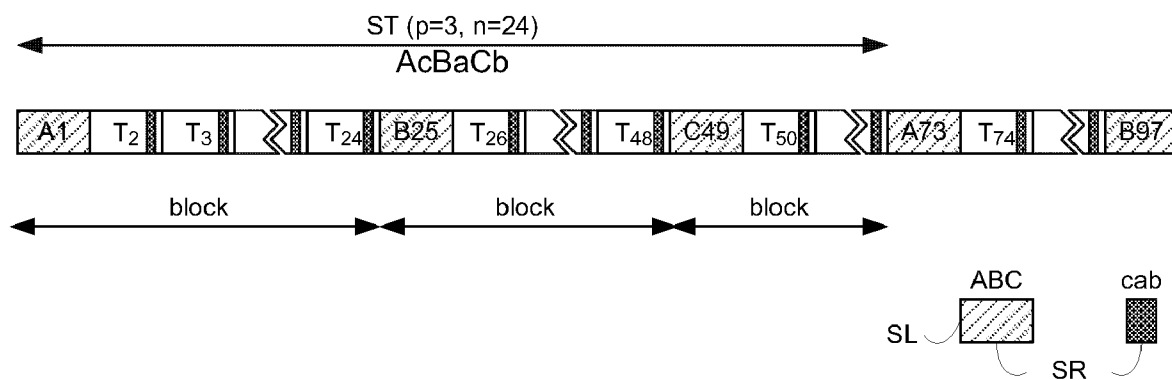 ST (p=3, n=24)
AcBaCb
A1 T2 T3 T24 B25 T26 T48 C49 T50 A73 T74 B97
block block block
ABC cab
SL
SR